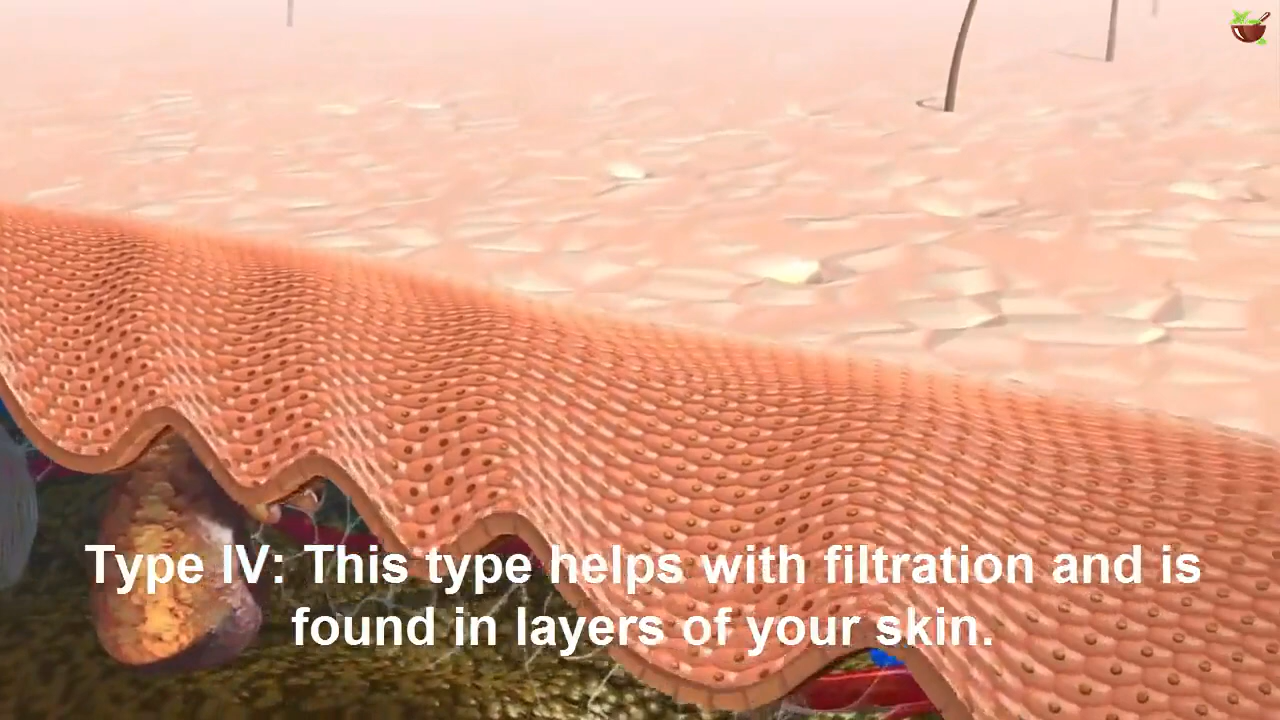 Type IV: This type helps with filtration and is
found in layers of your skin.